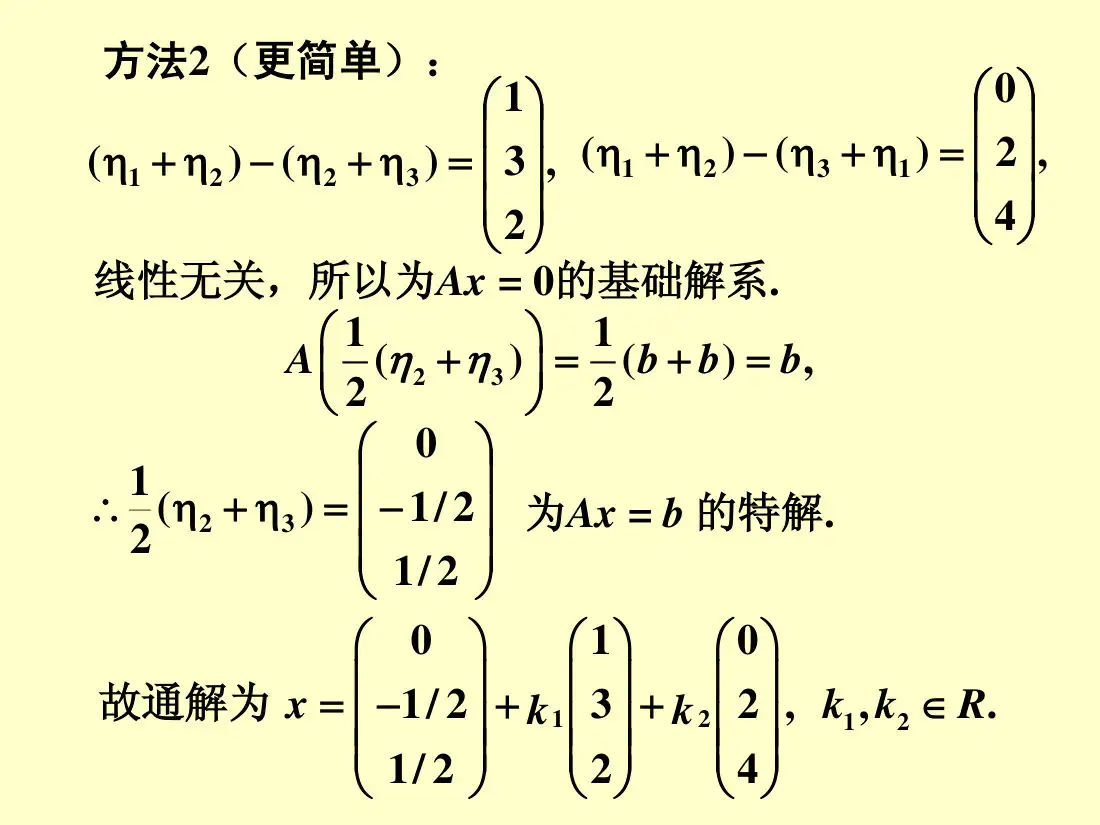 方法2（更简单）:
(η₁+η₂)−(η₂+η₃)=(1 3 2), (η₁+η₂)−(η₃+η₁)=(0 2 4),
线性无关，所以为Ax = 0的基础解系.
A(1/2(η₂+η₃))=1/2(b+b)=b,
∴1/2(η₂+η₃)=(0 −1/2 1/2) 为Ax = b 的特解.
故通解为 x=(0 −1/2 1/2)+k₁(1 3 2)+k₂(0 2 4), k₁,k₂∈R.